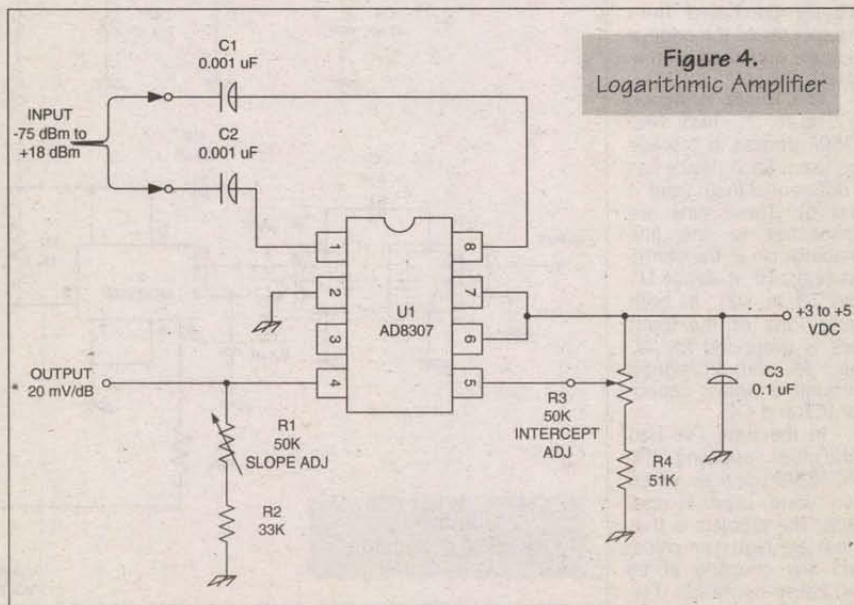 Figure 4.
Logarithmic Amplifier
C1
0.001 uF
INPUT
-75 dBm to
+18 dBm
C2
0.001 uF
1
8
2
7
3
6
4
5
U1
AD8307
+3 to +5
VDC
OUTPUT
20 mV/dB
R1
50K
SLOPE ADJ
R2
33K
R3
50K
INTERCEPT
ADJ
R4
51K
C3
0.1 uF